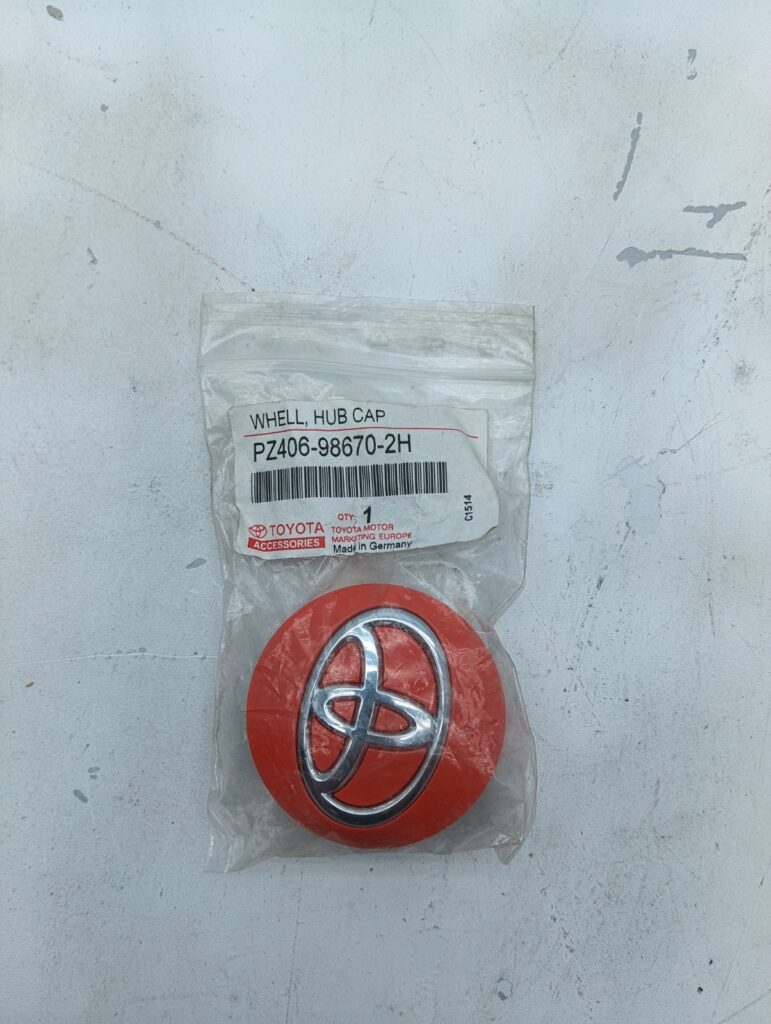 WHELL, HUB CAP
PZ406-98670-2H
QTY: 1
C1514
TOYOTA
ACCESSORIES
TOYOTA MOTOR
MARKETING EUROPE
Made in Germany